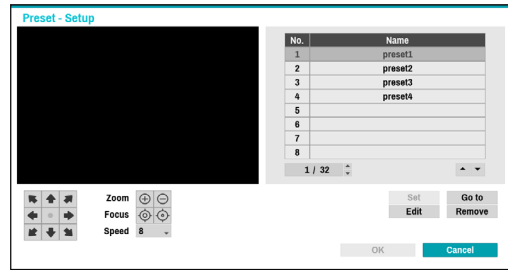 Preset - Setup
No. Name
1 preset1
2 preset2
3 preset3
4 preset4
5
6
7
8
1 / 32
Zoom
Focus
Speed 8
Set Go to
Edit Remove
OK Cancel